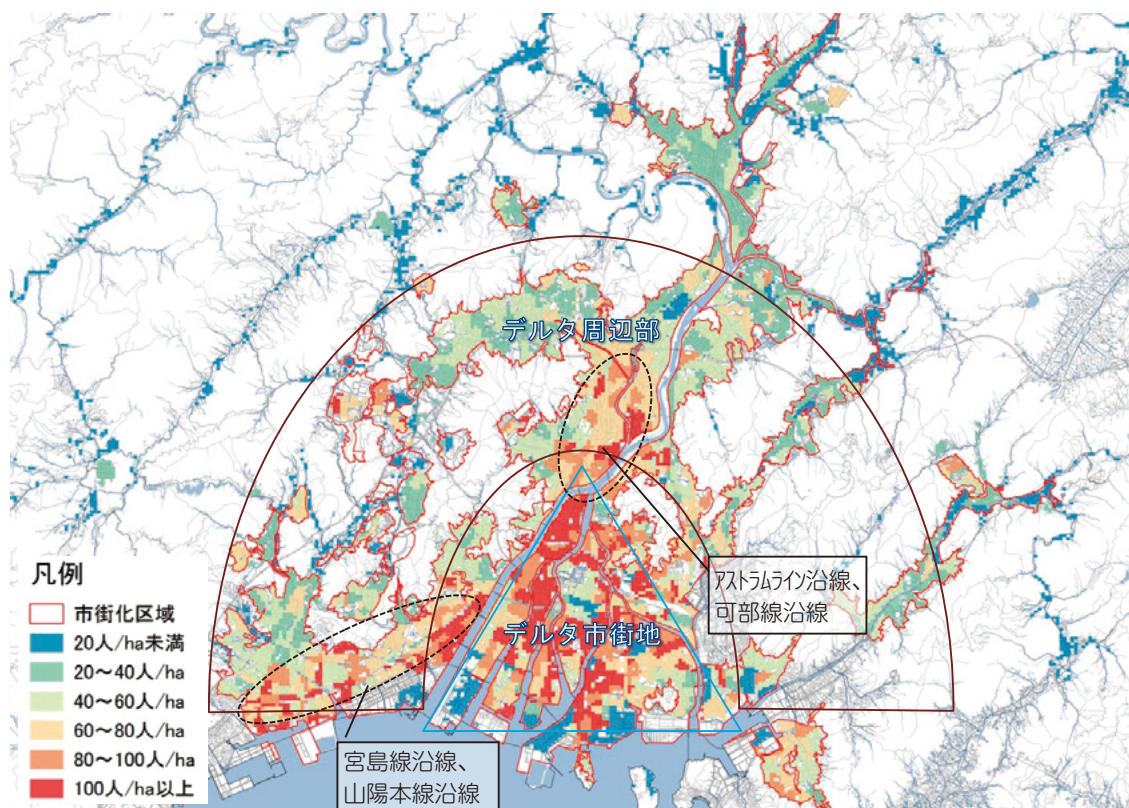 デルタ周辺部
アストラムライン沿線、
可部線沿線
デルタ市街地
宮島線沿線、
山陽本線沿線
凡例
市街化区域
20人/ha未満
20～40人/ha
40～60人/ha
60～80人/ha
80～100人/ha
100人/ha以上